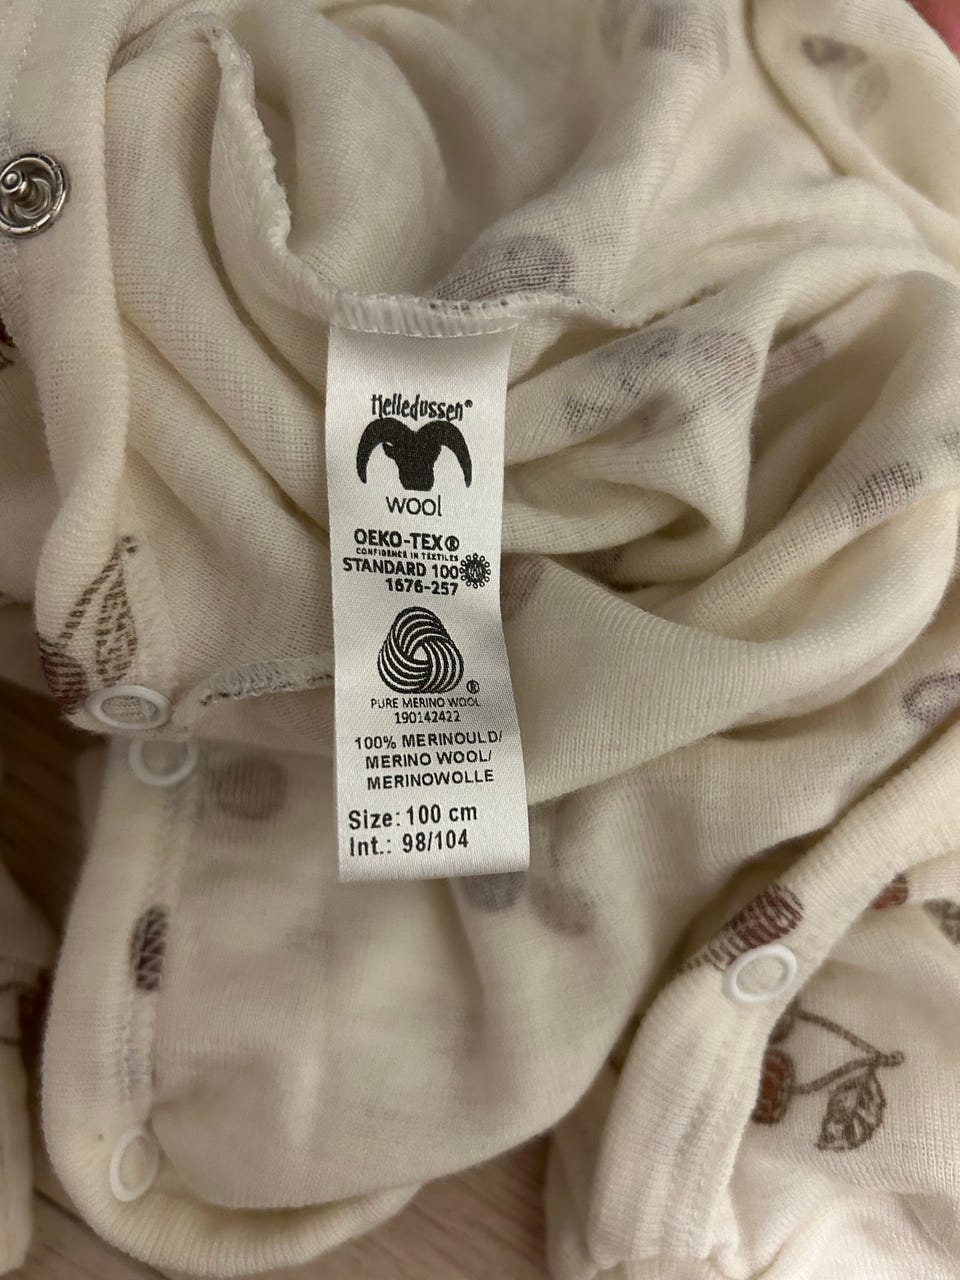 Helledussen®
wool
OEKO-TEX®
CONFIDENCE IN TEXTILES
STANDARD 100
1676-257
®
PURE MERINO WOOL
190142422
100% MERINOULD/
MERINO WOOL/
MERINOWOLLE
Size: 100 cm
Int.: 98/104